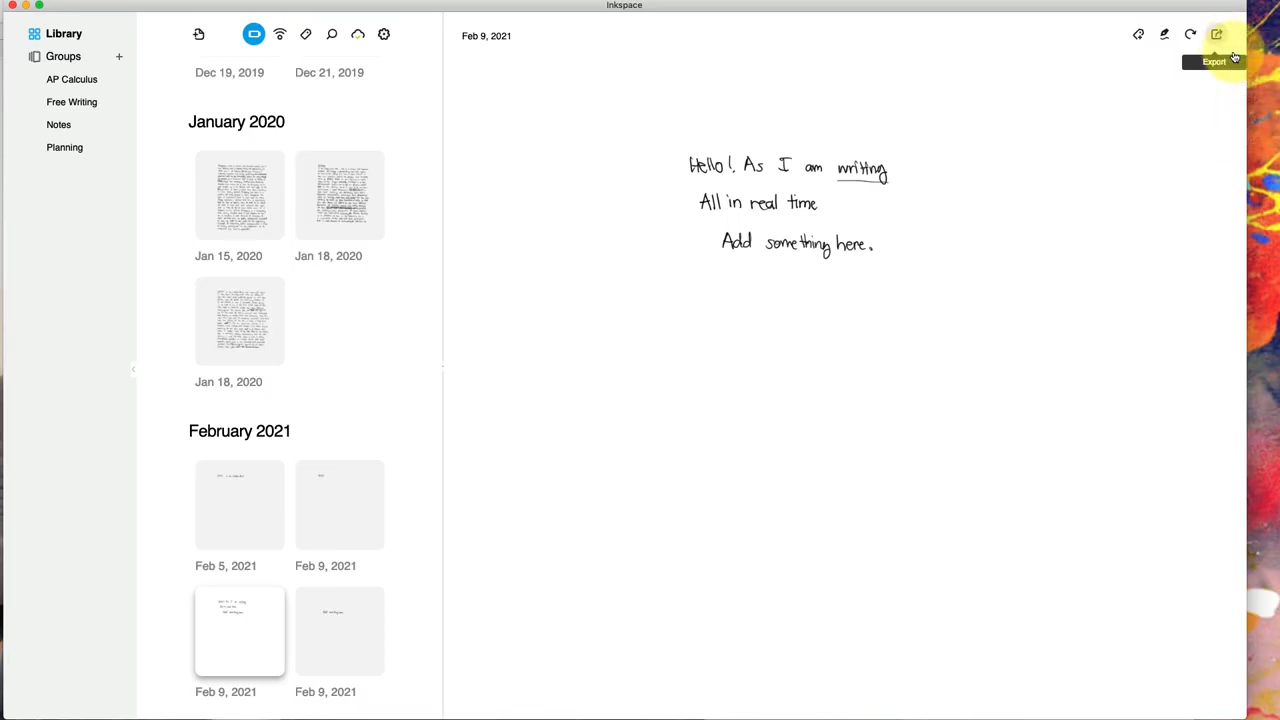 Inkspace
Library
Groups +
AP Calculus
Free Writing
Notes
Planning
Dec 19, 2019 Dec 21, 2019
January 2020
Jan 15, 2020 Jan 18, 2020
Jan 18, 2020
February 2021
Feb 5, 2021 Feb 9, 2021
Feb 9, 2021 Feb 9, 2021
Feb 9, 2021
Export
Hello!. As I am writing
All in real time
Add something here.